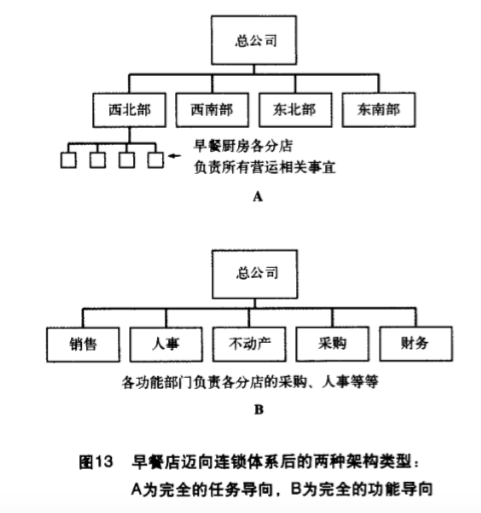 总公司
西北部 西南部 东北部 东南部
早餐厨房各分店
负责所有营运相关事宜
A
总公司
销售 人事 不动产 采购 财务
各功能部门负责各分店的采购、人事等等
B
图13 早餐店迈向连锁体系后的两种架构类型：
A为完全的任务导向，B为完全的功能导向